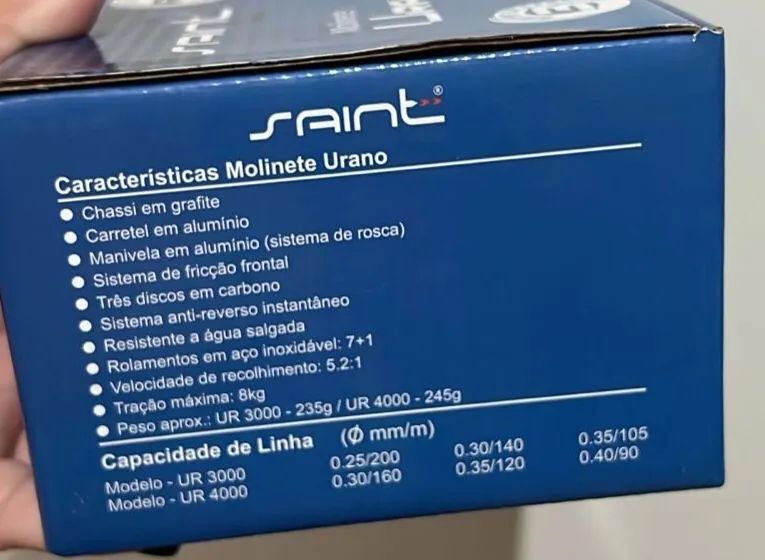 SAINT
SAINT®
Características Molinete Urano
Chassi em grafite
Carretel em alumínio
Manivela em alumínio (sistema de rosca)
Sistema de fricção frontal
Três discos em carbono
Sistema anti-reverso instantâneo
Resistente a água salgada
Rolamentos em aço inoxidável: 7+1
Velocidade de recolhimento: 5.2:1
Tração máxima: 8kg
Peso aprox.: UR 3000 - 235g / UR 4000 - 245g
Capacidade de Linha (Ø mm/m)
Modelo - UR 3000 0.25/200 0.30/140 0.35/105
Modelo - UR 4000 0.30/160 0.35/120 0.40/90